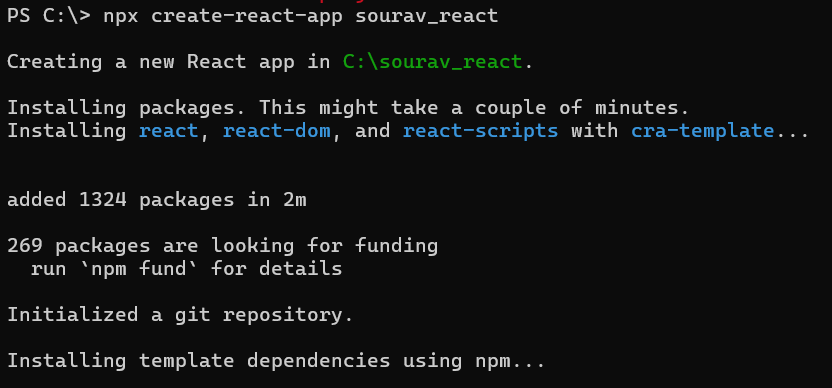 PS C:\> npx create-react-app sourav_react
Creating a new React app in C:\sourav_react.
Installing packages. This might take a couple of minutes.
Installing react, react-dom, and react-scripts with cra-template...
added 1324 packages in 2m
269 packages are looking for funding
  run `npm fund` for details
Initialized a git repository.
Installing template dependencies using npm...